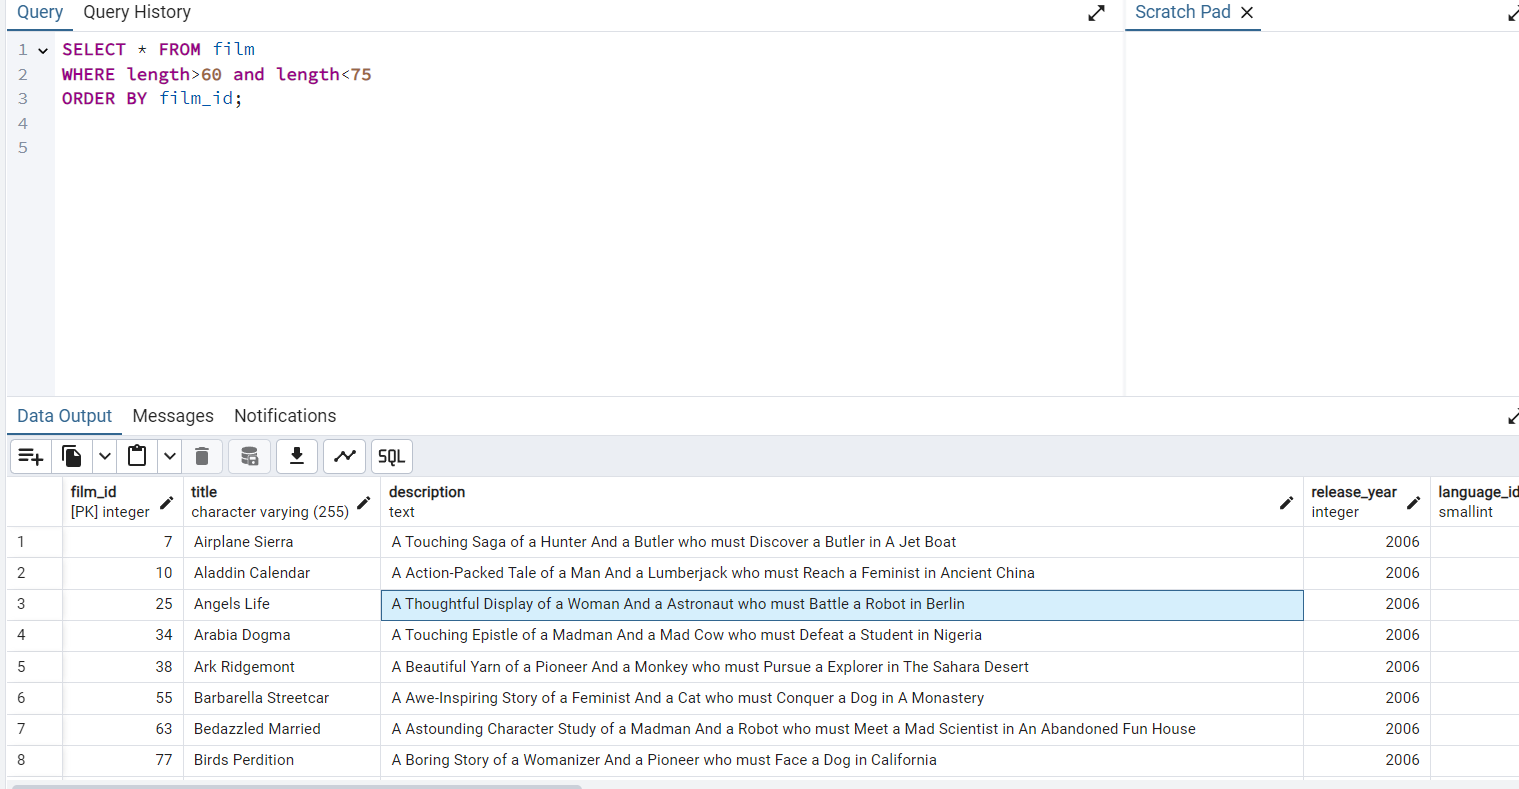 Query Query History Scratch Pad
1 SELECT * FROM film
2 WHERE length>60 and length<75
3 ORDER BY film_id;
4
5
Data Output Messages Notifications
SQL
film_id title description release_year language_id
[PK] integer character varying (255) text integer smallint
1 7 Airplane Sierra A Touching Saga of a Hunter And a Butler who must Discover a Butler in A Jet Boat 2006
2 10 Aladdin Calendar A Action-Packed Tale of a Man And a Lumberjack who must Reach a Feminist in Ancient China 2006
3 25 Angels Life A Thoughtful Display of a Woman And a Astronaut who must Battle a Robot in Berlin 2006
4 34 Arabia Dogma A Touching Epistle of a Madman And a Mad Cow who must Defeat a Student in Nigeria 2006
5 38 Ark Ridgemont A Beautiful Yarn of a Pioneer And a Monkey who must Pursue a Explorer in The Sahara Desert 2006
6 55 Barbarella Streetcar A Awe-Inspiring Story of a Feminist And a Cat who must Conquer a Dog in A Monastery 2006
7 63 Bedazzled Married A Astounding Character Study of a Madman And a Robot who must Meet a Mad Scientist in An Abandoned Fun House 2006
8 77 Birds Perdition A Boring Story of a Womanizer And a Pioneer who must Face a Dog in California 2006